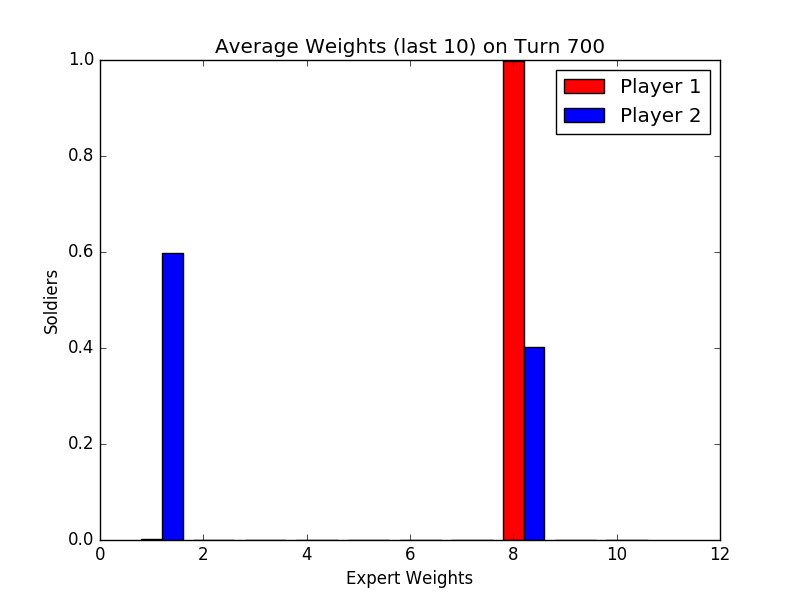 Average Weights (last 10) on Turn 700
1.0
0.8
0.6
0.4
0.2
0.0
Soldiers
Player 1
Player 2
0 2 4 6 8 10 12
Expert Weights